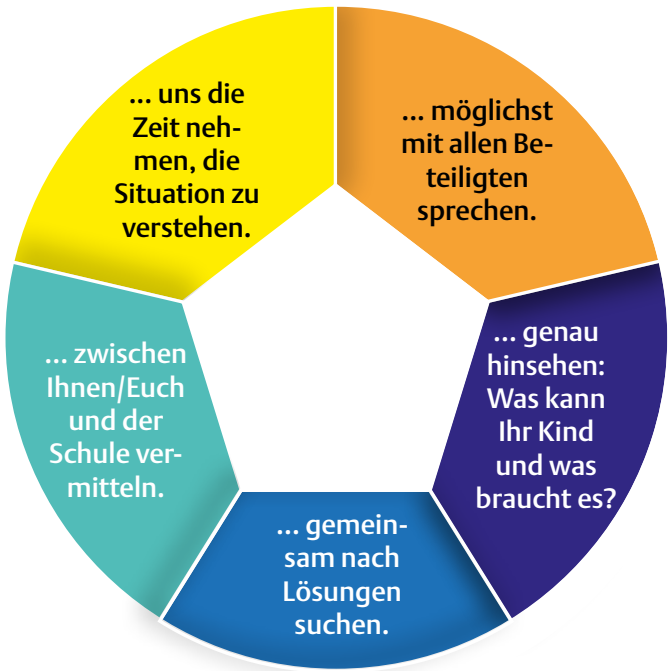 ... uns die
Zeit neh-
men, die
Situation zu
verstehen.
... möglichst
mit allen Be-
teiligten
sprechen.
... genau
hinsehen:
Was kann
Ihr Kind
und was
braucht es?
... gemein-
sam nach
Lösungen
suchen.
... zwischen
Ihnen/Euch
und der
Schule ver-
mitteln.